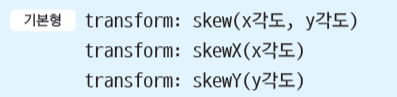 기본형 transform: skew(x각도, y각도)
transform: skewX(x각도)
transform: skewY(y각도)